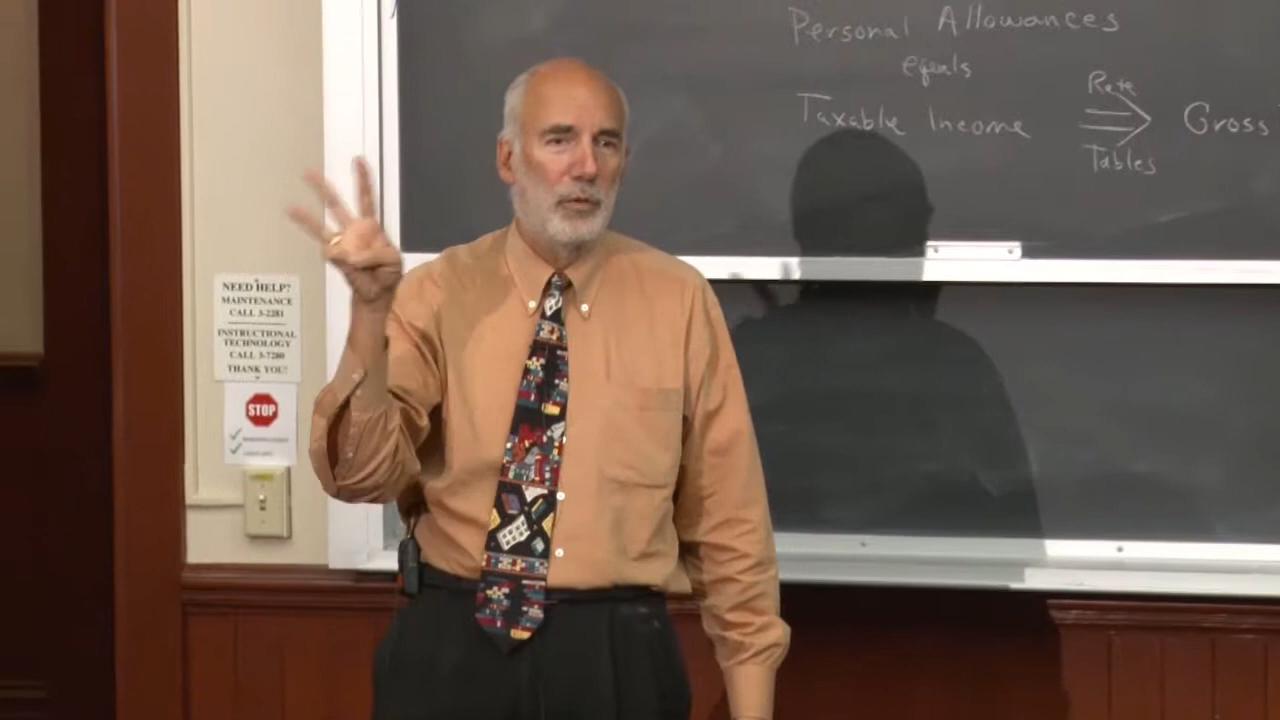 Personal Allowances
equals
Taxable Income
Rate
Tables
Gross
NEED HELP?
MAINTENANCE
CALL 3-2281
INSTRUCTIONAL
TECHNOLOGY
CALL 3-7280
THANK YOU!
STOP